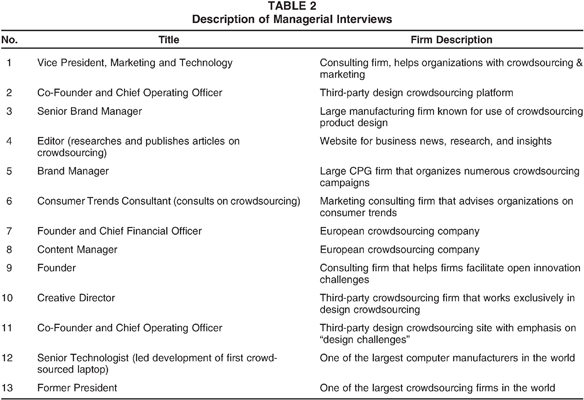 TABLE 2
Description of Managerial Interviews
No. Title Firm Description
1 Vice President, Marketing and Technology Consulting firm, helps organizations with crowdsourcing &
marketing
2 Co-Founder and Chief Operating Officer Third-party design crowdsourcing platform
3 Senior Brand Manager Large manufacturing firm known for use of crowdsourcing
product design
4 Editor (researches and publishes articles on Website for business news, research, and insights
crowdsourcing)
5 Brand Manager Large CPG firm that organizes numerous crowdsourcing
campaigns
6 Consumer Trends Consultant (consults on crowdsourcing) Marketing consulting firm that advises organizations on
consumer trends
7 Founder and Chief Financial Officer European crowdsourcing company
8 Content Manager European crowdsourcing company
9 Founder Consulting firm that helps firms facilitate open innovation
challenges
10 Creative Director Third-party crowdsourcing firm that works exclusively in
design crowdsourcing
11 Co-Founder and Chief Operating Officer Third-party design crowdsourcing site with emphasis on
“design challenges”
12 Senior Technologist (led development of first crowd- One of the largest computer manufacturers in the world
sourced laptop)
13 Former President One of the largest crowdsourcing firms in the world